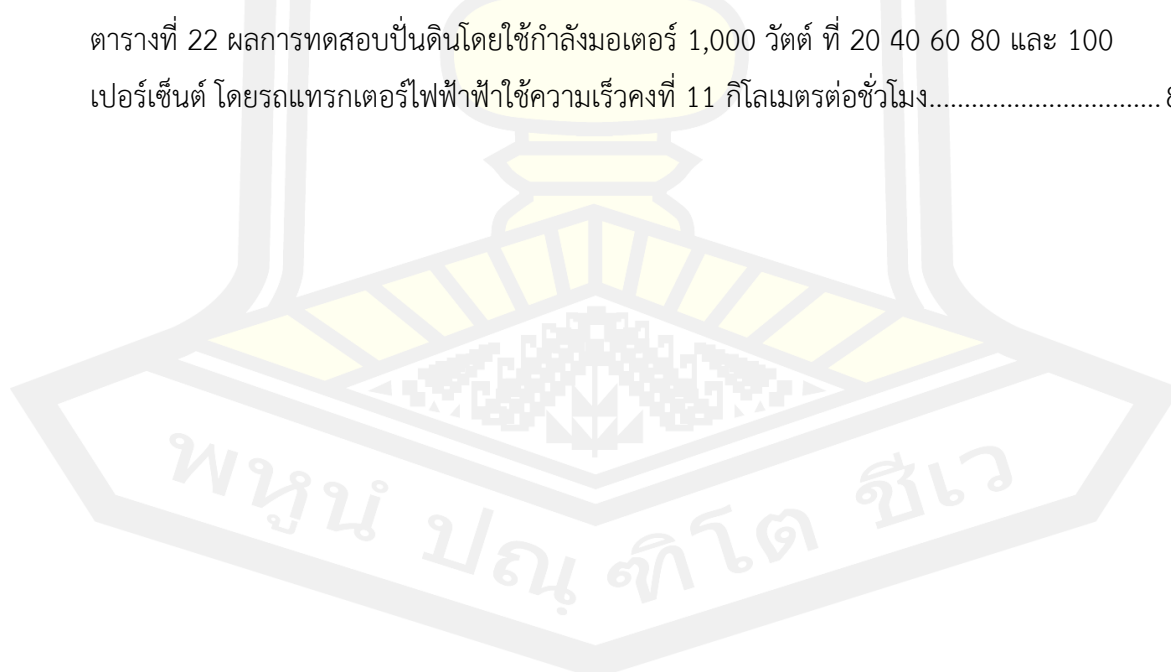 ตารางที่ 22 ผลการทดสอบปั่นดินโดยใช้กำลังมอเตอร์ 1,000 วัตต์ ที่ 20 40 60 80 และ 100
เปอร์เซ็นต์ โดยรถแทรกเตอร์ไฟฟ้าฟ้าใช้ความเร็วคงที่ 11 กิโลเมตรต่อชั่วโมง................................
พหูนํ ปณฺฑิโต ชีเว